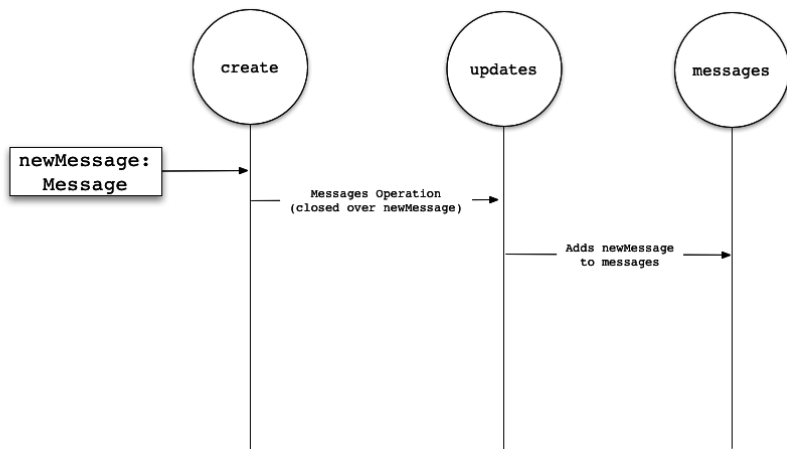 create
updates
messages
newMessage:
Message
Messages Operation
(closed over newMessage)
Adds newMessage
to messages